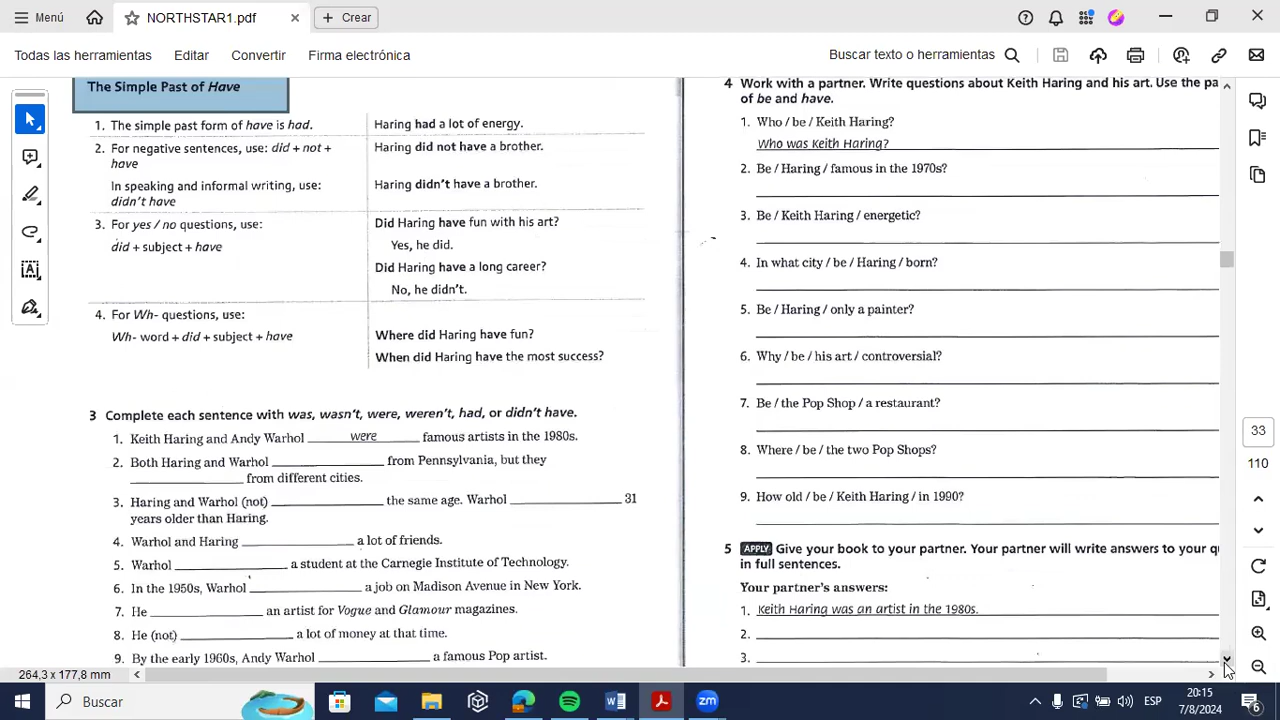 Menú
NORTHSTAR1.pdf
Crear
Todas las herramientas
Editar
Convertir
Firma electrónica
Buscar texto o herramientas
The Simple Past of Have
1. The simple past form of have is had.
Haring had a lot of energy.
2. For negative sentences, use: did + not +
have
Haring did not have a brother.
In speaking and informal writing, use:
didn't have
Haring didn't have a brother.
3. For yes / no questions, use:
did + subject + have
Did Haring have fun with his art?
Yes, he did.
Did Haring have a long career?
No, he didn't.
4. For Wh- questions, use:
Wh- word + did + subject + have
Where did Haring have fun?
When did Haring have the most success?
3 Complete each sentence with was, wasn't, were, weren't, had, or didn't have.
1. Keith Haring and Andy Warhol were famous artists in the 1980s.
2. Both Haring and Warhol ____________ from Pennsylvania, but they
____________ from different cities.
3. Haring and Warhol (not) ____________ the same age. Warhol ____________ 31
years older than Haring.
4. Warhol and Haring ____________ a lot of friends.
5. Warhol ____________ a student at the Carnegie Institute of Technology.
6. In the 1950s, Warhol ____________ a job on Madison Avenue in New York.
7. He ____________ an artist for Vogue and Glamour magazines.
8. He (not) ____________ a lot of money at that time.
9. By the early 1960s, Andy Warhol ____________ a famous Pop artist.
4 Work with a partner. Write questions about Keith Haring and his art. Use the pa
of be and have.
1. Who / be / Keith Haring?
Who was Keith Haring?
2. Be / Haring / famous in the 1970s?
3. Be / Keith Haring / energetic?
4. In what city / be / Haring / born?
5. Be / Haring / only a painter?
6. Why / be / his art / controversial?
7. Be / the Pop Shop / a restaurant?
8. Where / be / the two Pop Shops?
9. How old / be / Keith Haring / in 1990?
5 APPLY Give your book to your partner. Your partner will write answers to your q
in full sentences.
Your partner's answers:
1. Keith Haring was an artist in the 1980s.
2.
3.
33
110
264,3 x 177,8 mm
Buscar
zm
ESP
20:15
7/8/2024
6